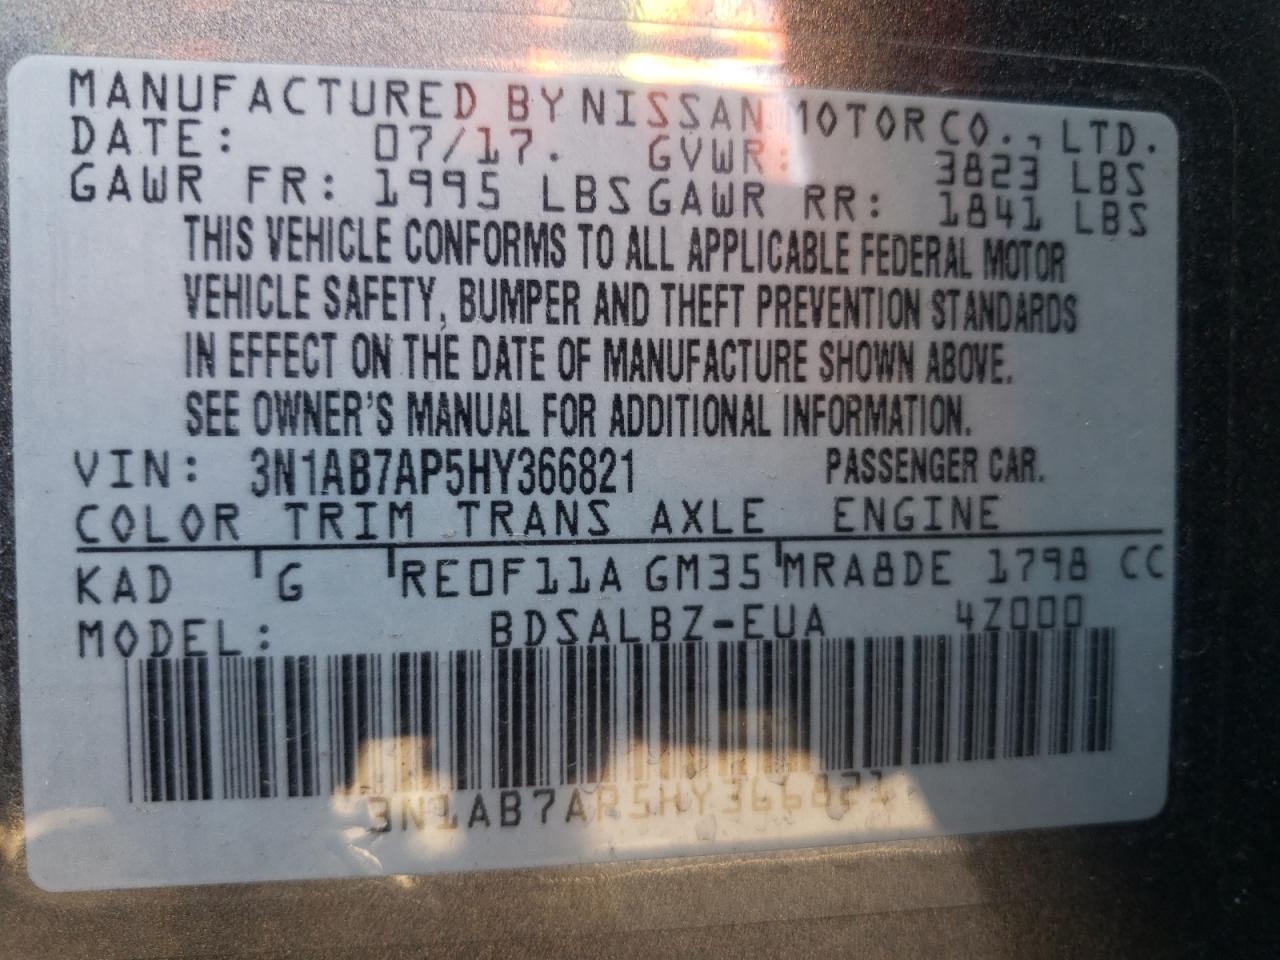 MANUFACTURED BY NISSAN MOTOR CO., LTD.
DATE: 07/17. GVWR: 3823 LBS
GAWR FR: 1995 LBS GAWR RR: 1841 LBS
THIS VEHICLE CONFORMS TO ALL APPLICABLE FEDERAL MOTOR
VEHICLE SAFETY, BUMPER AND THEFT PREVENTION STANDARDS
IN EFFECT ON THE DATE OF MANUFACTURE SHOWN ABOVE.
SEE OWNER'S MANUAL FOR ADDITIONAL INFORMATION.
VIN: 3N1AB7AP5HY366821 PASSENGER CAR.
COLOR TRIM TRANS AXLE ENGINE
KAD G RE0F11A GM35 MRA8DE 1798 CC
MODEL: BDSALBZ-EUA 4Z000
3N1AB7AP5HY366821